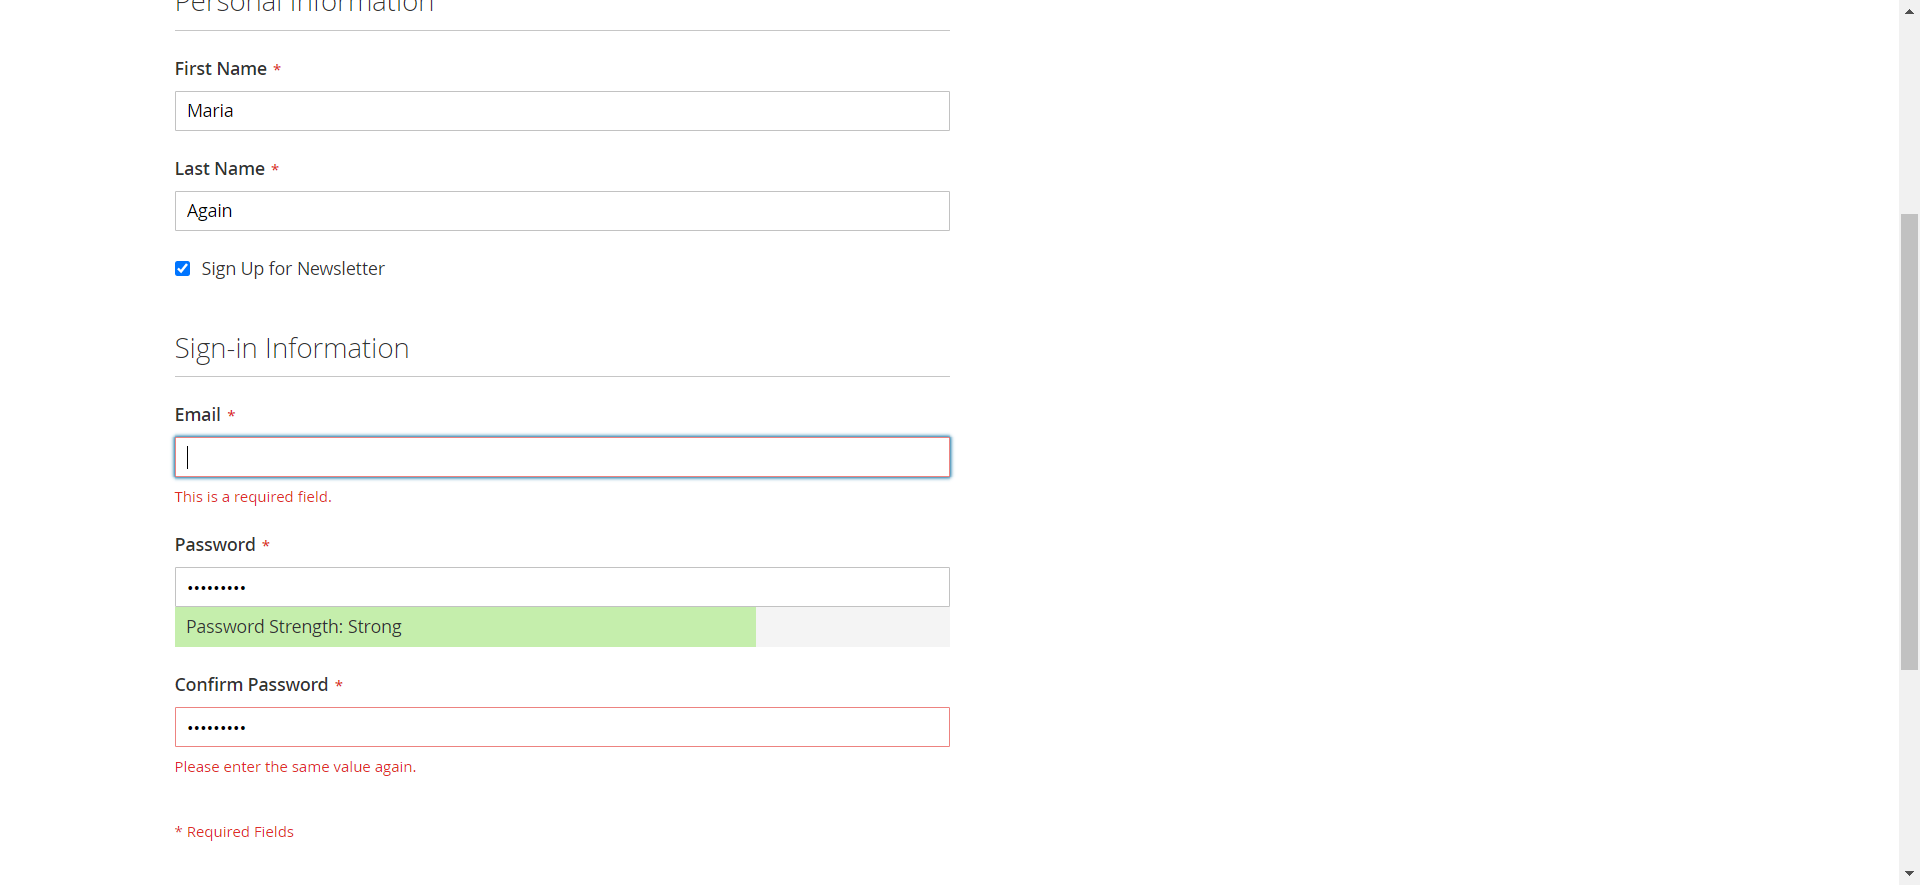 Personal Information
First Name *
Maria
Last Name *
Again
Sign Up for Newsletter
Sign-in Information
Email *
This is a required field.
Password *
•••••••••
Password Strength: Strong
Confirm Password *
•••••••••
Please enter the same value again.
* Required Fields